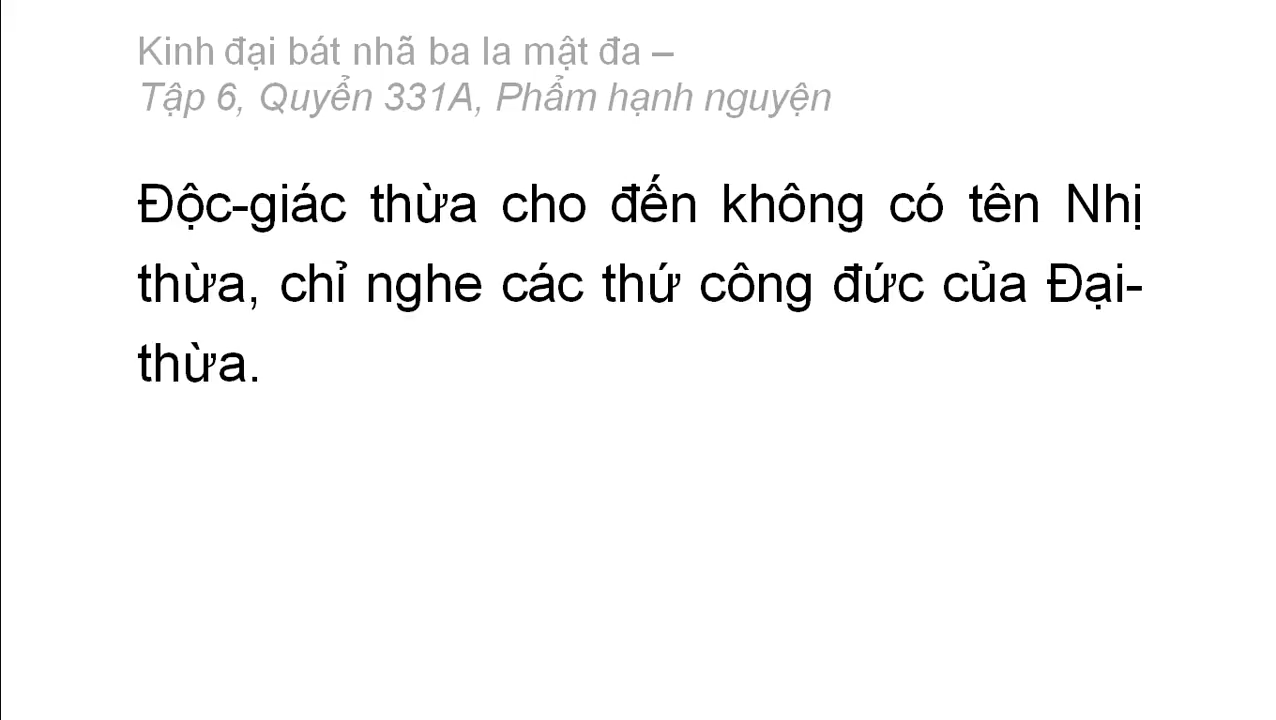 Kinh đại bát nhã ba la mật đa –
Tập 6, Quyển 331A, Phẩm hạnh nguyện
Độc-giác thừa cho đến không có tên Nhị
thừa, chỉ nghe các thứ công đức của Đại-
thừa.